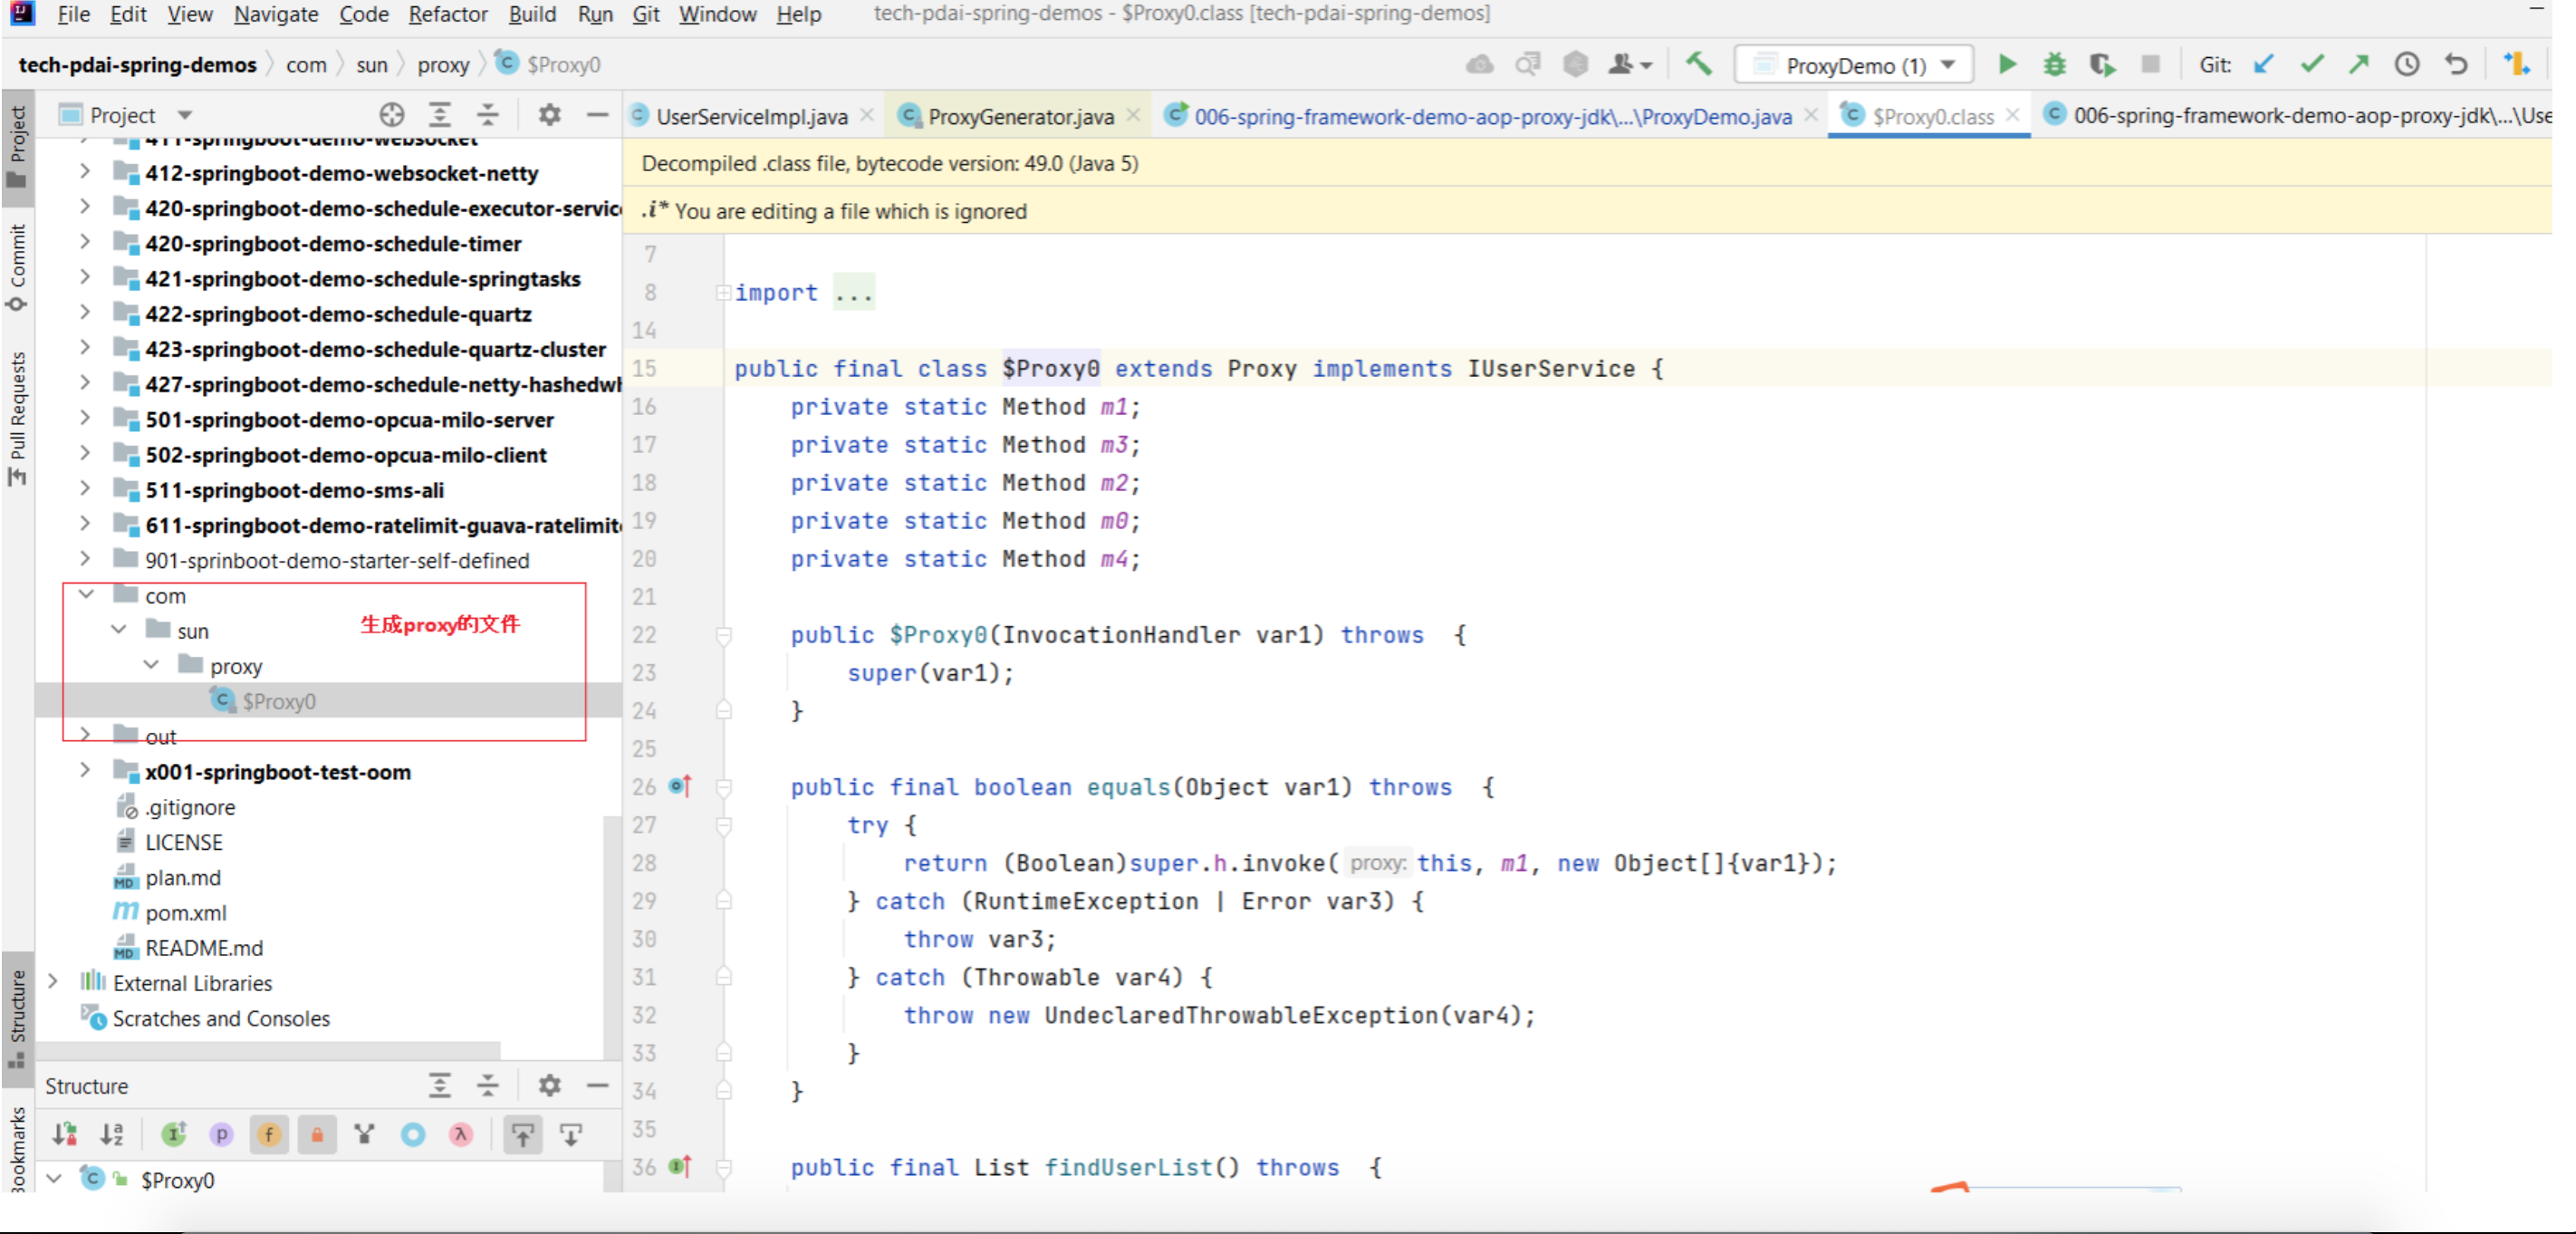 File Edit View Navigate Code Refactor Build Run Git Window Help tech-pdai-spring-demos - $Proxy0.class [tech-pdai-spring-demos]
tech-pdai-spring-demos com sun proxy $Proxy0 ProxyDemo (1) Git:
Project
Commit
Pull Requests
Structure
Bookmarks
Project
411-springboot-demo-websocket
412-springboot-demo-websocket-netty
420-springboot-demo-schedule-executor-servic
420-springboot-demo-schedule-timer
421-springboot-demo-schedule-springtasks
422-springboot-demo-schedule-quartz
423-springboot-demo-schedule-quartz-cluster
427-springboot-demo-schedule-netty-hashedwh
501-springboot-demo-opcua-milo-server
502-springboot-demo-opcua-milo-client
511-springboot-demo-sms-ali
611-springboot-demo-ratelimit-guava-ratelimit
901-sprinboot-demo-starter-self-defined
com
sun
生成proxy的文件
proxy
$Proxy0
out
x001-springboot-test-oom
.gitignore
LICENSE
plan.md
pom.xml
README.md
External Libraries
Scratches and Consoles
Structure
$Proxy0
UserServiceImpl.java ProxyGenerator.java 006-spring-framework-demo-aop-proxy-jdk\...\ProxyDemo.java $Proxy0.class 006-spring-framework-demo-aop-proxy-jdk\...\Use
Decompiled .class file, bytecode version: 49.0 (Java 5)
.i* You are editing a file which is ignored
7
8 import ...
14
15 public final class $Proxy0 extends Proxy implements IUserService {
16 private static Method m1;
17 private static Method m3;
18 private static Method m2;
19 private static Method m0;
20 private static Method m4;
21
22 public $Proxy0(InvocationHandler var1) throws {
23 super(var1);
24 }
25
26 public final boolean equals(Object var1) throws {
27 try {
28 return (Boolean)super.h.invoke( proxy: this, m1, new Object[]{var1});
29 } catch (RuntimeException | Error var3) {
30 throw var3;
31 } catch (Throwable var4) {
32 throw new UndeclaredThrowableException(var4);
33 }
34 }
35
36 public final List findUserList() throws {